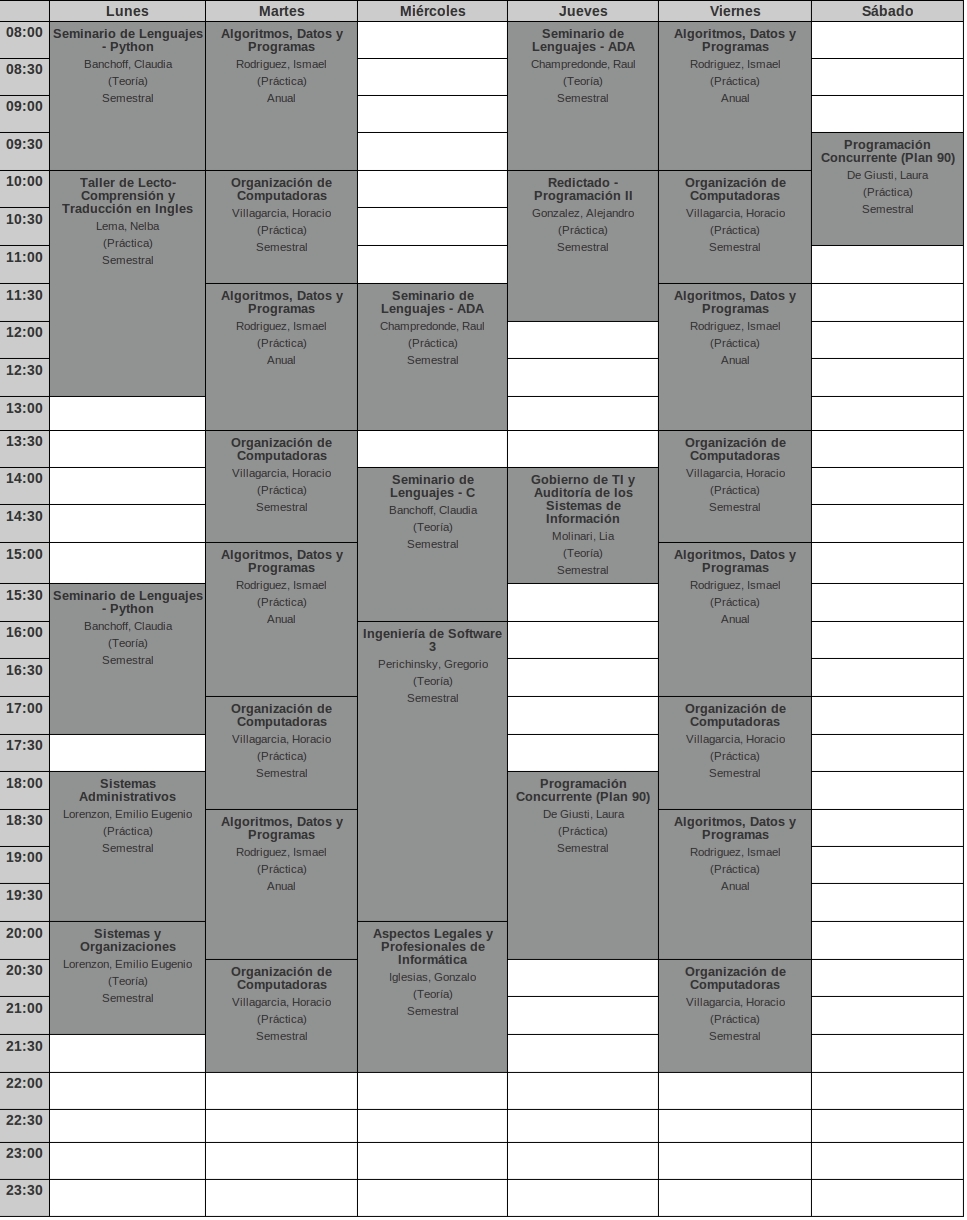 Lunes
Martes
Miércoles
Jueves
Viernes
Sábado
08:00
Seminario de Lenguajes
- Python
Banchoff, Claudia
(Teoría)
Semestral
Algoritmos, Datos y
Programas
Rodriguez, Ismael
(Práctica)
Anual
Seminario de
Lenguajes - ADA
Champredonde, Raul
(Teoría)
Semestral
Algoritmos, Datos y
Programas
Rodriguez, Ismael
(Práctica)
Anual
08:30
09:00
09:30
Programación
Concurrente (Plan 90)
De Giusti, Laura
(Práctica)
Semestral
10:00
Taller de Lecto-
Comprensión y
Traducción en Ingles
Lema, Nelba
(Práctica)
Semestral
Organización de
Computadoras
Villagarcia, Horacio
(Práctica)
Semestral
Redictado -
Programación II
Gonzalez, Alejandro
(Práctica)
Semestral
Organización de
Computadoras
Villagarcia, Horacio
(Práctica)
Semestral
10:30
11:00
11:30
Algoritmos, Datos y
Programas
Rodriguez, Ismael
(Práctica)
Anual
Seminario de
Lenguajes - ADA
Champredonde, Raul
(Práctica)
Semestral
Algoritmos, Datos y
Programas
Rodriguez, Ismael
(Práctica)
Anual
12:00
12:30
13:00
13:30
Organización de
Computadoras
Villagarcia, Horacio
(Práctica)
Semestral
Organización de
Computadoras
Villagarcia, Horacio
(Práctica)
Semestral
14:00
Seminario de
Lenguajes - C
Banchoff, Claudia
(Teoría)
Semestral
Gobierno de TI y
Auditoría de los
Sistemas de
Información
Molinari, Lia
(Teoría)
Semestral
14:30
15:00
Algoritmos, Datos y
Programas
Rodriguez, Ismael
(Práctica)
Anual
Algoritmos, Datos y
Programas
Rodriguez, Ismael
(Práctica)
Anual
15:30
Seminario de Lenguajes
- Python
Banchoff, Claudia
(Teoría)
Semestral
16:00
Ingeniería de Software
3
Perichinsky, Gregorio
(Teoría)
Semestral
16:30
17:00
Organización de
Computadoras
Villagarcia, Horacio
(Práctica)
Semestral
Organización de
Computadoras
Villagarcia, Horacio
(Práctica)
Semestral
17:30
18:00
Sistemas
Administrativos
Lorenzon, Emilio Eugenio
(Práctica)
Semestral
Programación
Concurrente (Plan 90)
De Giusti, Laura
(Práctica)
Semestral
18:30
Algoritmos, Datos y
Programas
Rodriguez, Ismael
(Práctica)
Anual
Algoritmos, Datos y
Programas
Rodriguez, Ismael
(Práctica)
Anual
19:00
19:30
20:00
Sistemas y
Organizaciones
Lorenzon, Emilio Eugenio
(Teoría)
Semestral
Aspectos Legales y
Profesionales de
Informática
Iglesias, Gonzalo
(Teoría)
Semestral
20:30
Organización de
Computadoras
Villagarcia, Horacio
(Práctica)
Semestral
Organización de
Computadoras
Villagarcia, Horacio
(Práctica)
Semestral
21:00
21:30
22:00
22:30
23:00
23:30